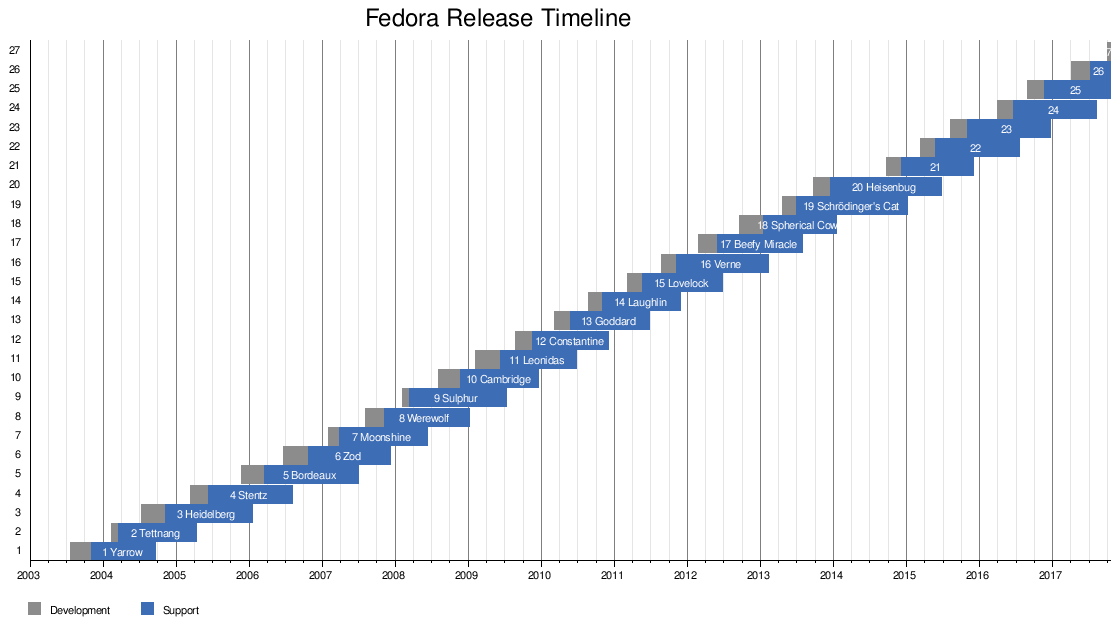 Fedora Release Timeline
27
26
26
25
25
24
24
23
23
22
22
21
21
20
20 Heisenbug
19
19 Schrödinger's Cat
18
18 Spherical Cow
17
17 Beefy Miracle
16
16 Verne
15
15 Lovelock
14
14 Laughlin
13
13 Goddard
12
12 Constantine
11
11 Leonidas
10
10 Cambridge
9
9 Sulphur
8
8 Werewolf
7
7 Moonshine
6
6 Zod
5
5 Bordeaux
4
4 Stentz
3
3 Heidelberg
2
2 Tettnang
1
1 Yarrow
2003 2004 2005 2006 2007 2008 2009 2010 2011 2012 2013 2014 2015 2016 2017
Development Support